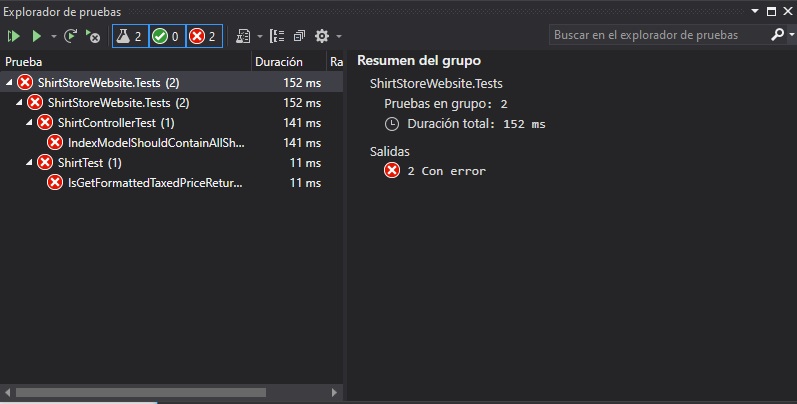 Explorador de pruebas
2 0 2
Buscar en el explorador de pruebas
Prueba Duración Ra
ShirtStoreWebsite.Tests (2) 152 ms
ShirtStoreWebsite.Tests (2) 152 ms
ShirtControllerTest (1) 141 ms
IndexModelShouldContainAllSh... 141 ms
ShirtTest (1) 11 ms
IsGetFormattedTaxedPriceRetur... 11 ms
Resumen del grupo
ShirtStoreWebsite.Tests
Pruebas en grupo: 2
Duración total: 152 ms
Salidas
2 Con error